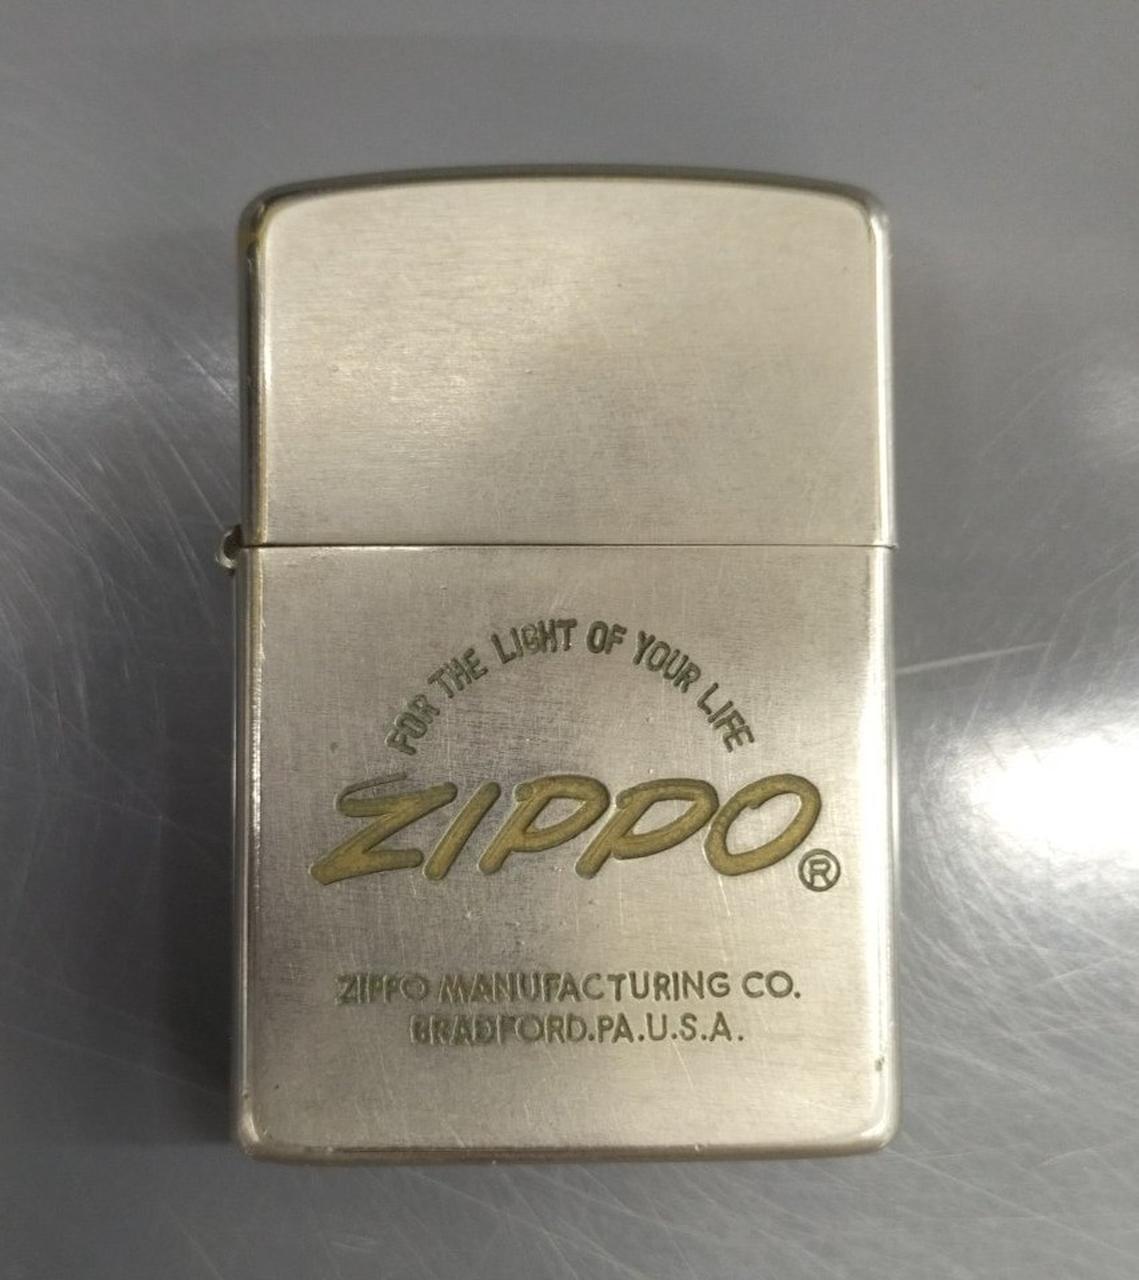 FOR THE LIGHT OF YOUR LIFE
ZIPPO®
ZIPPO MANUFACTURING CO.
BRADFORD.PA.U.S.A.